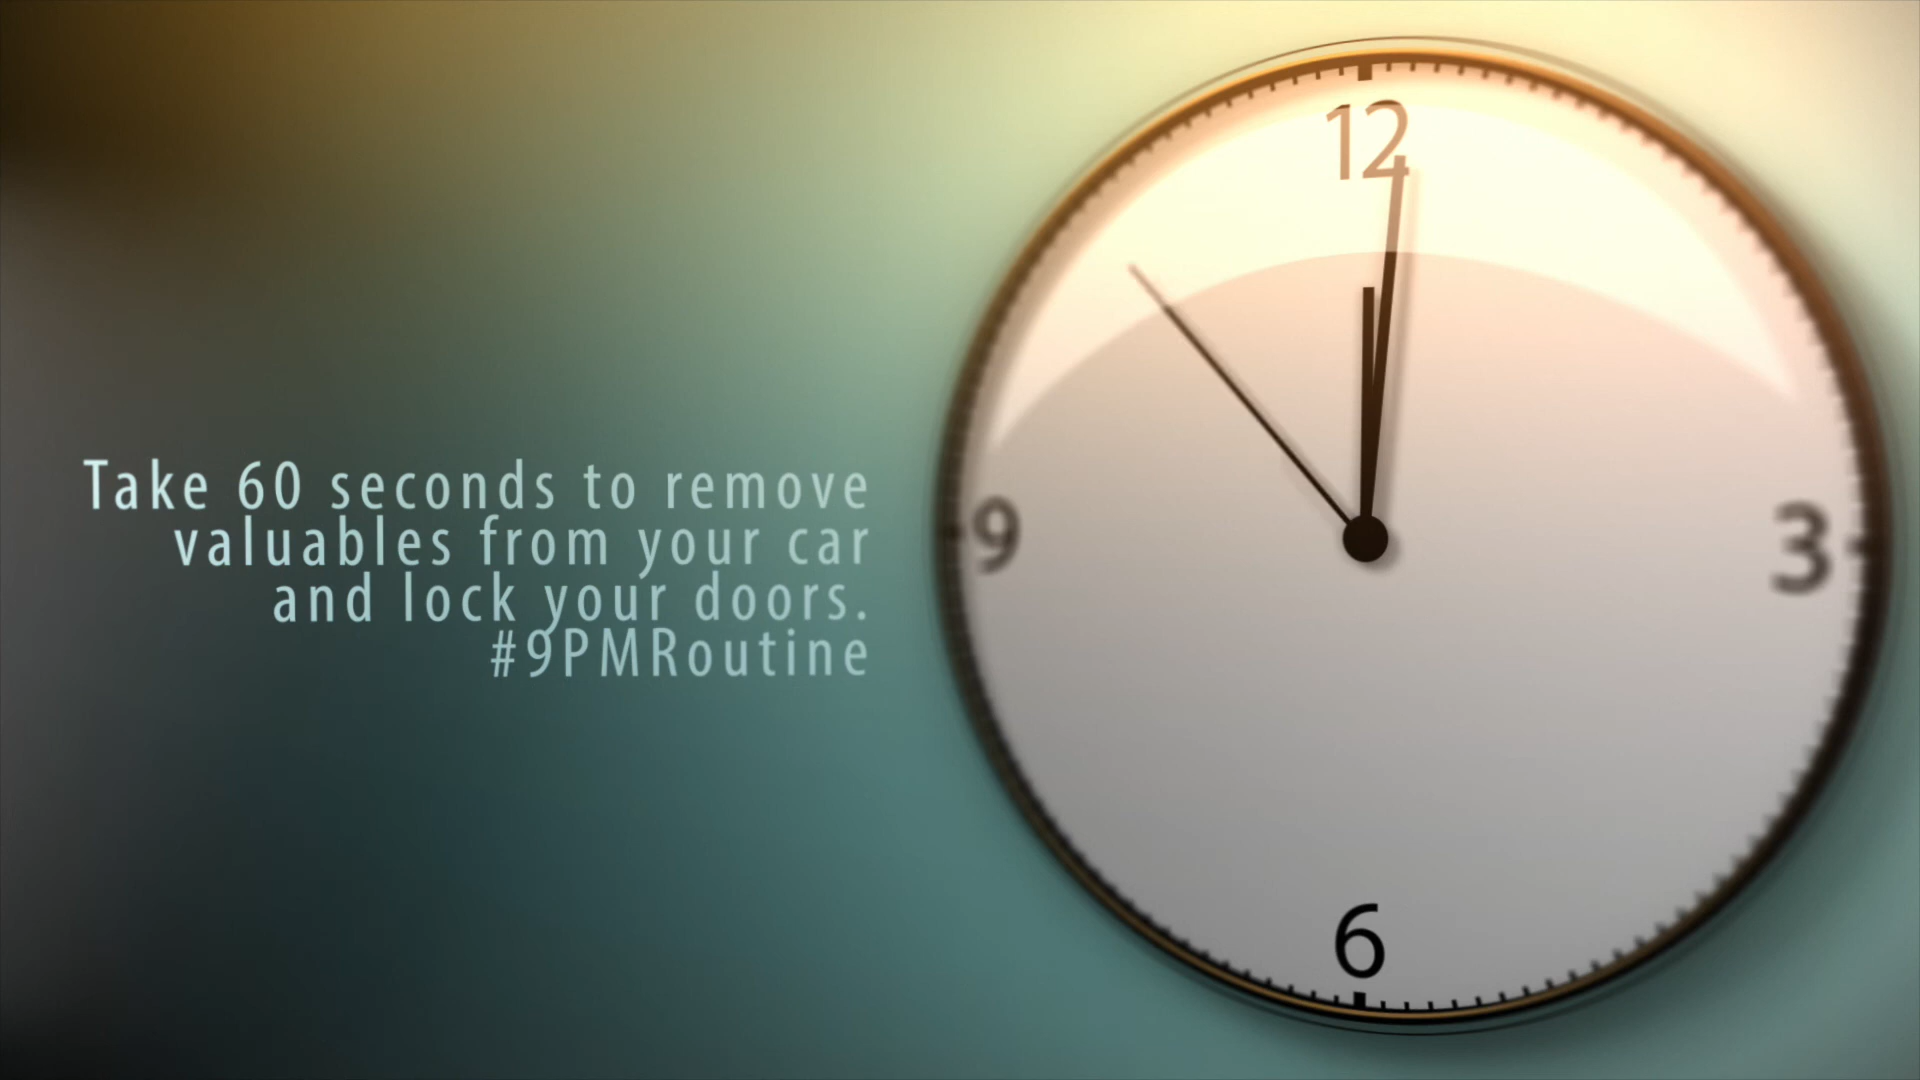 Take 60 seconds to remove
valuables from your car
and lock your doors.
#9PMRoutine
12
9
3
6